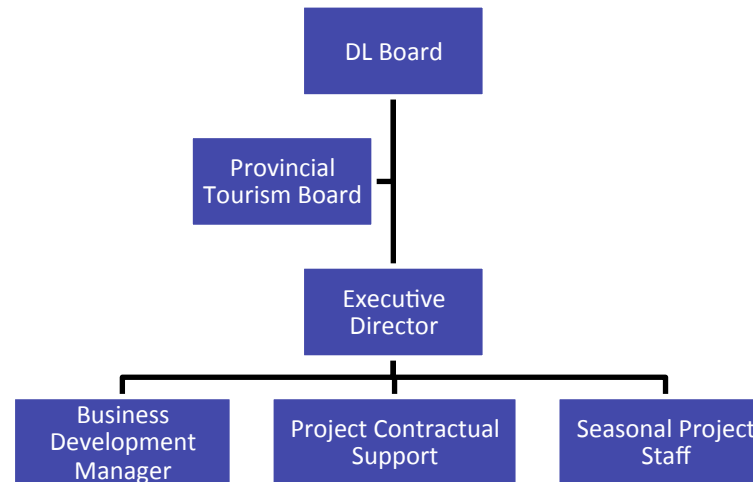 DL Board
Provincial
Tourism Board
Executive
Director
Business
Development
Manager
Project Contractual
Support
Seasonal Project
Staff